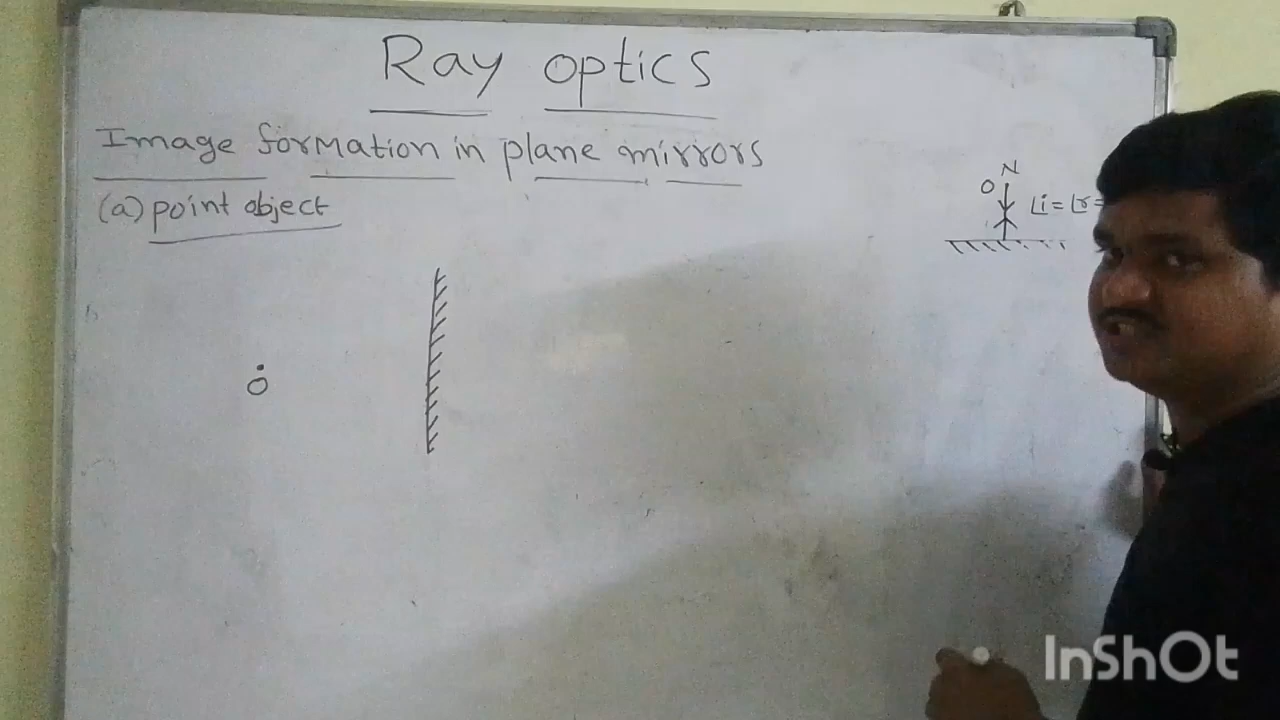 Ray optics
Image formation in plane mirrors
(a) point object
N
O ∠i=∠r=
O
InShOt